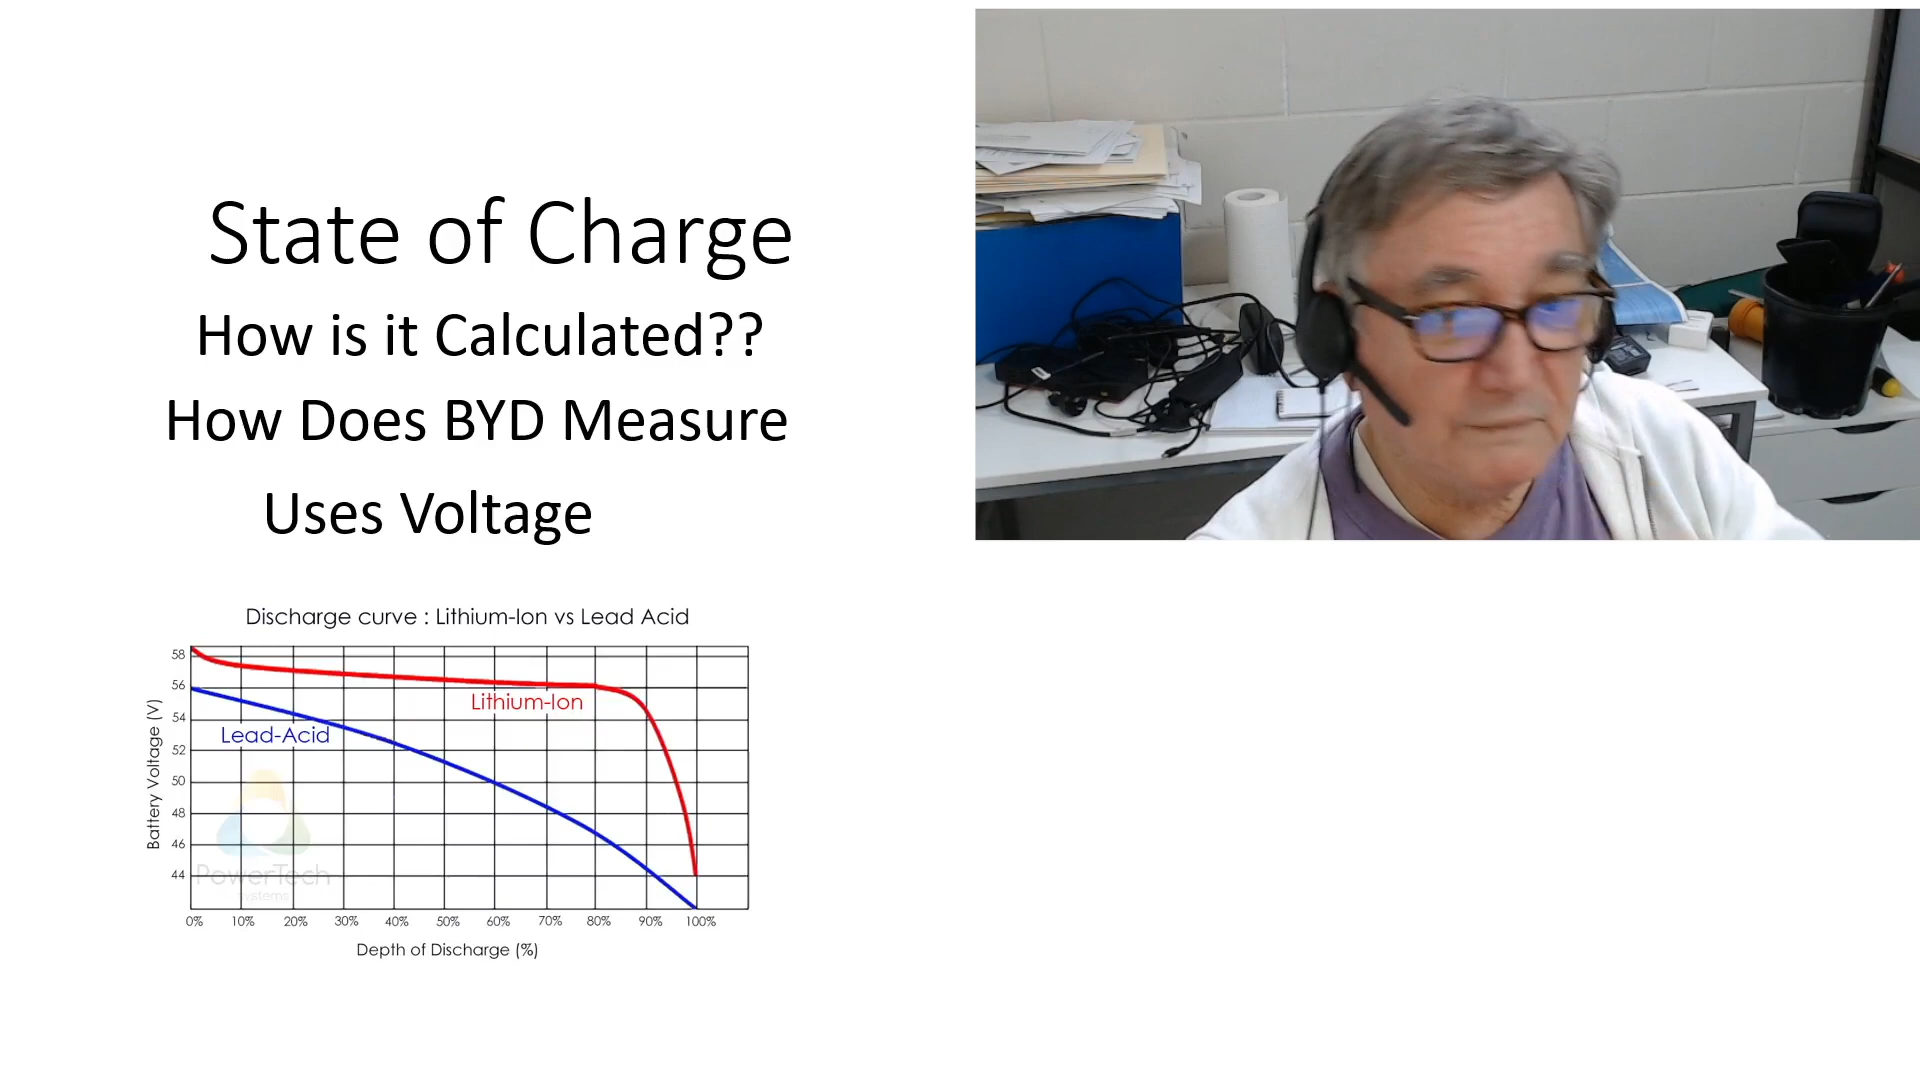 State of Charge
How is it Calculated??
How Does BYD Measure
Uses Voltage
Discharge curve : Lithium-Ion vs Lead Acid
58
56
54
52
50
48
46
44
Battery Voltage (V)
Lithium-Ion
Lead-Acid
PowerTech
systems
0% 10% 20% 30% 40% 50% 60% 70% 80% 90% 100%
Depth of Discharge (%)